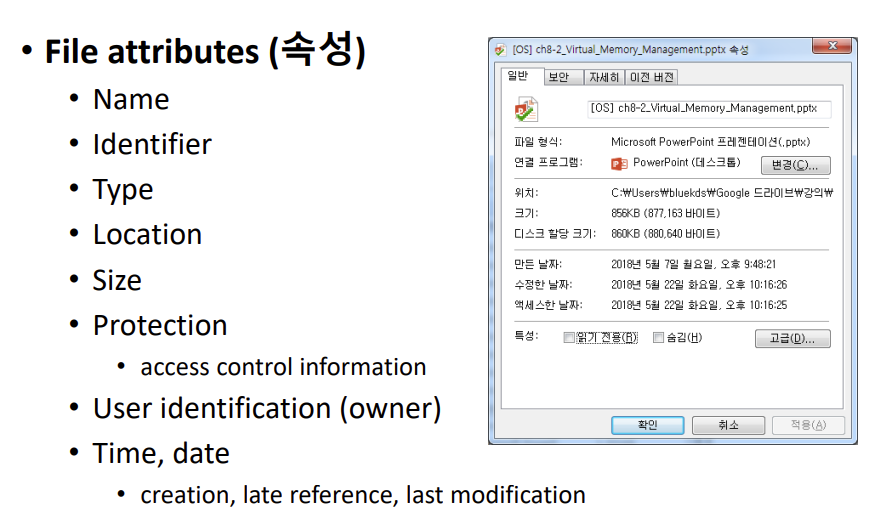 • File attributes (속성)
• Name
• Identifier
• Type
• Location
• Size
• Protection
• access control information
• User identification (owner)
• Time, date
• creation, late reference, last modification
[OS] ch8-2_Virtual_Memory_Management.pptx 속성
일반 보안 자세히 이전 버전
[OS] ch8-2_Virtual_Memory_Management.pptx
파일 형식: Microsoft PowerPoint 프레젠테이션(.pptx)
연결 프로그램: PowerPoint (데스크톱) 변경(C)...
위치: C:₩Users₩bluekds₩Google 드라이브₩강의₩
크기: 856KB (877,163 바이트)
디스크 할당 크기: 860KB (880,640 바이트)
만든 날짜: 2018년 5월 7일 월요일, 오후 9:48:21
수정한 날짜: 2018년 5월 22일 화요일, 오후 10:16:26
액세스한 날짜: 2018년 5월 22일 화요일, 오후 10:16:25
특성: 읽기 전용(R) 숨김(H) 고급(D)...
확인 취소 적용(A)